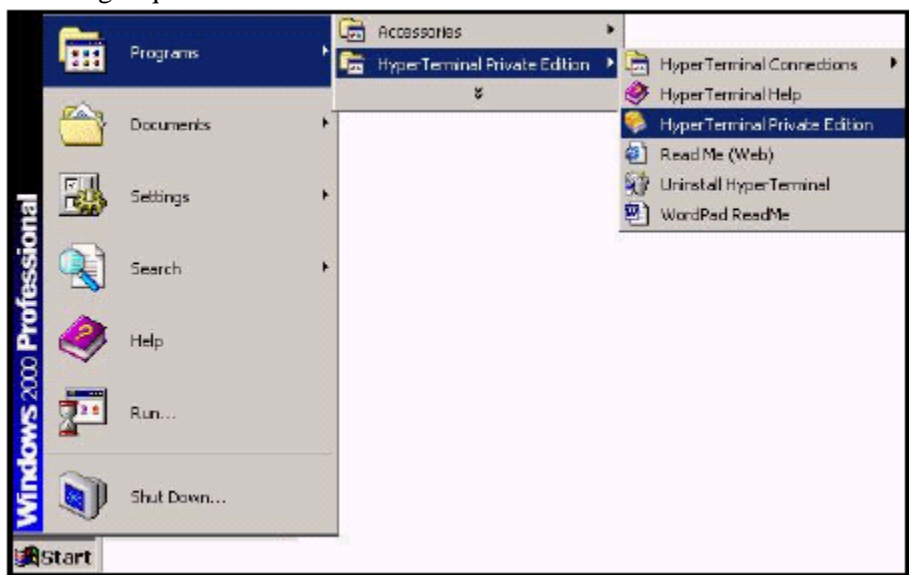 Programs
Documents
Settings
Search
Help
Run...
Shut Down...
Windows 2000 Professional
Start
Accessories
HyperTerminal Private Edition
HyperTerminal Connections
HyperTerminal Help
HyperTerminal Private Edition
Read Me (Web)
Uninstall HyperTerminal
WordPad ReadMe